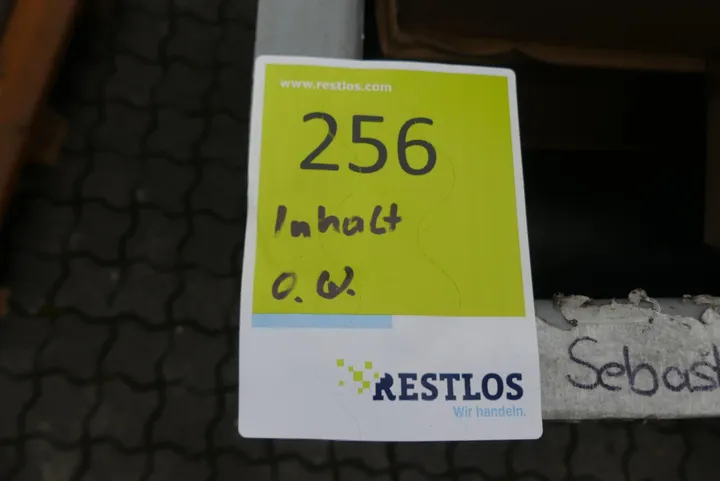 www.restlos.com
256
Inhalt
O.W.
RESTLOS
Wir handeln.
Sebast